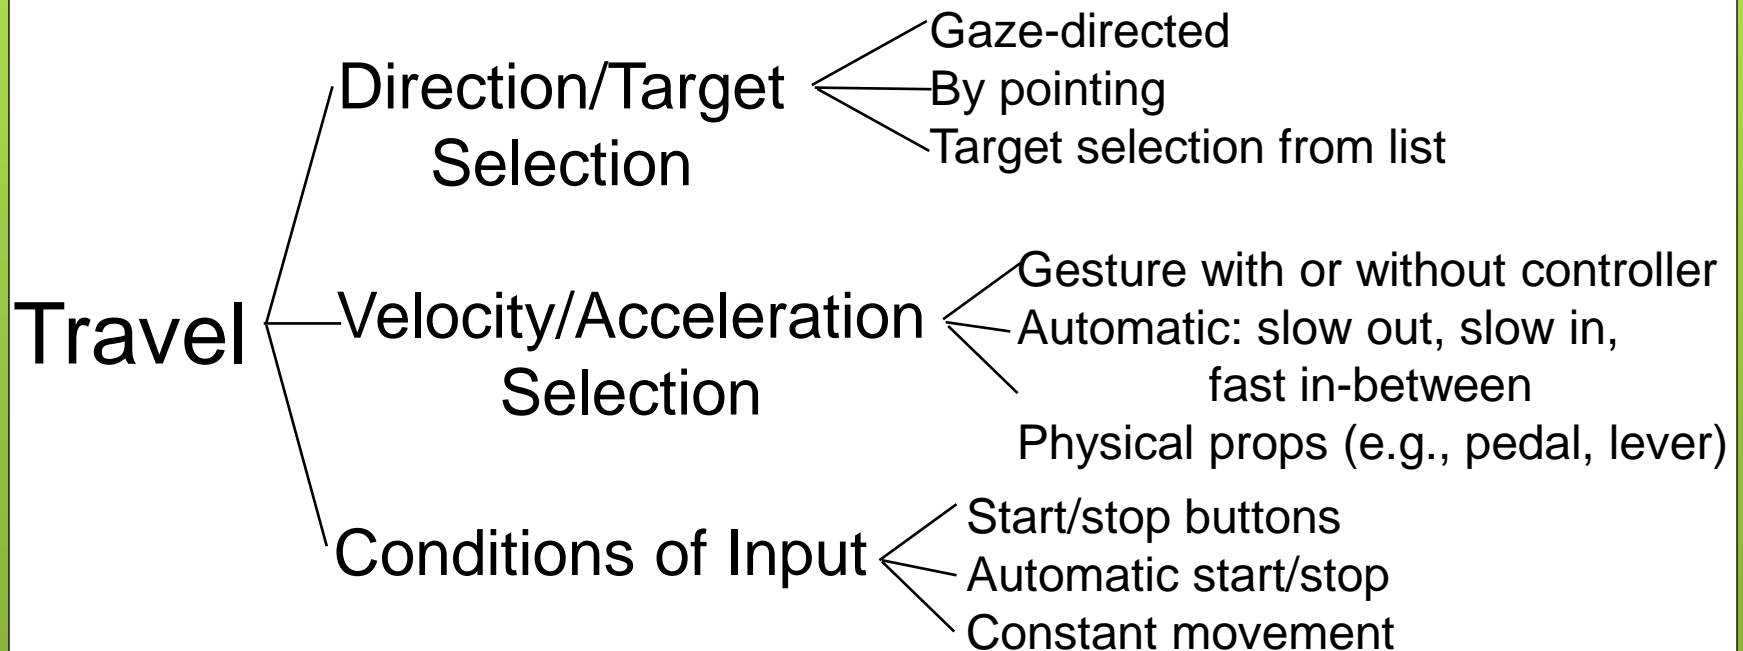 Travel
Direction/Target
Selection
Gaze-directed
By pointing
Target selection from list
Velocity/Acceleration
Selection
Gesture with or without controller
Automatic: slow out, slow in,
fast in-between
Physical props (e.g., pedal, lever)
Conditions of Input
Start/stop buttons
Automatic start/stop
Constant movement